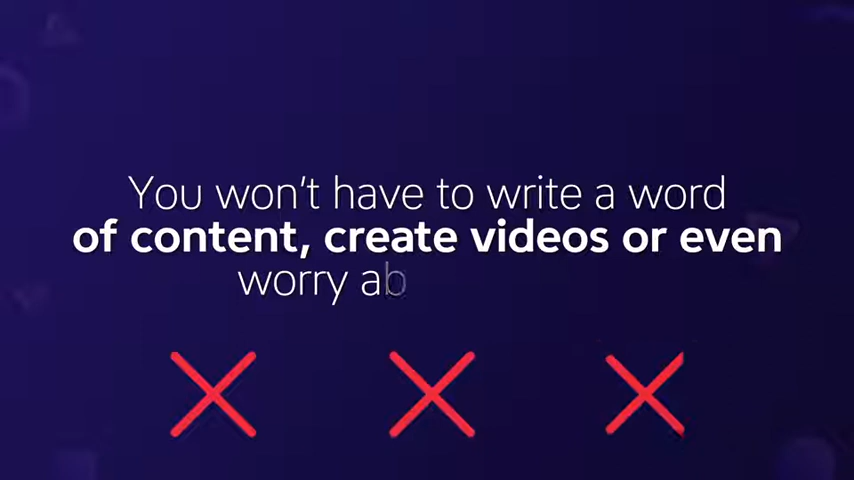 You won't have to write a word
of content, create videos or even
worry ab